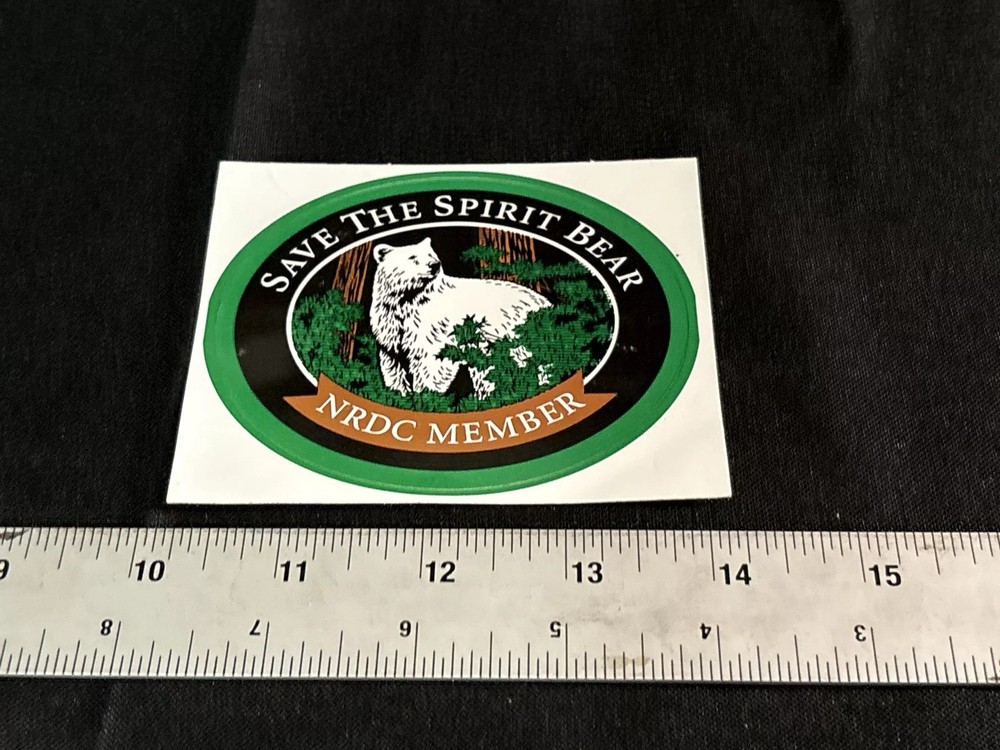 SAVE THE SPIRIT BEAR
NRDC MEMBER
9 10 11 12 13 14 15
8 7 6 5 4 3